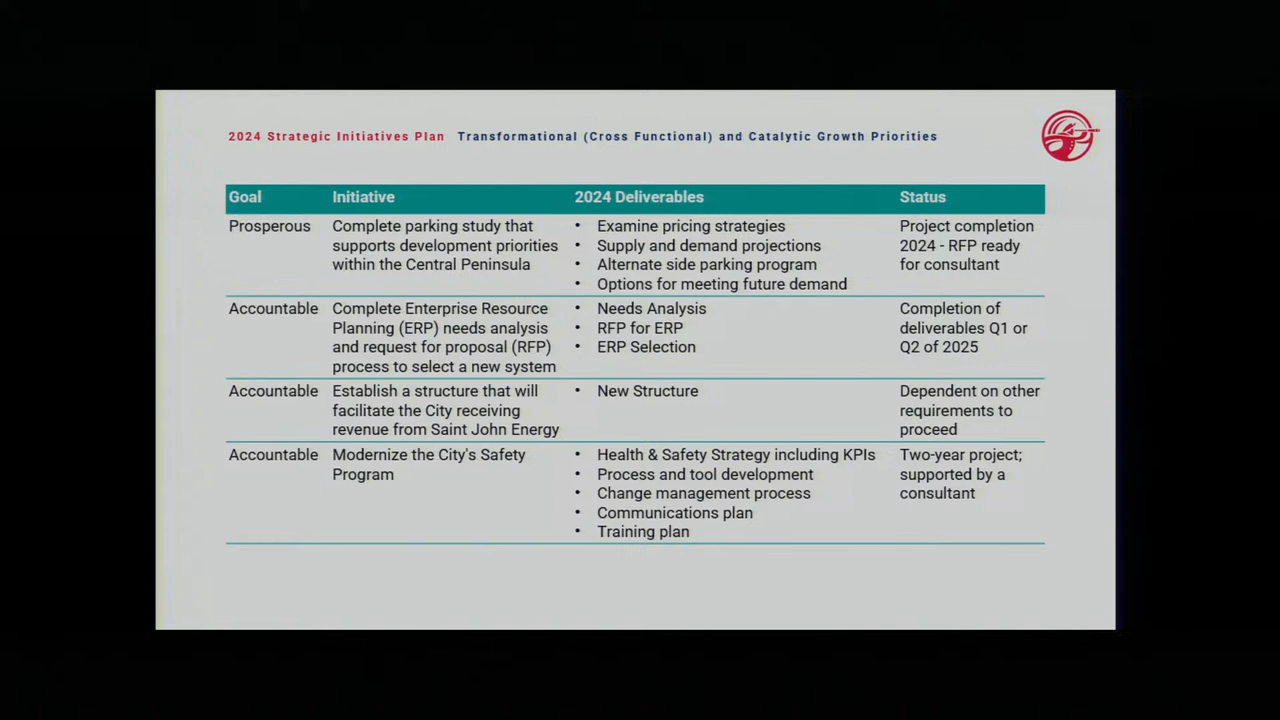 2024 Strategic Initiatives Plan Transformational (Cross Functional) and Catalytic Growth Priorities
Goal Initiative 2024 Deliverables Status
Prosperous
Complete parking study that
supports development priorities
within the Central Peninsula
• Examine pricing strategies
• Supply and demand projections
• Alternate side parking program
• Options for meeting future demand
Project completion
2024 - RFP ready
for consultant
Accountable
Complete Enterprise Resource
Planning (ERP) needs analysis
and request for proposal (RFP)
process to select a new system
• Needs Analysis
• RFP for ERP
• ERP Selection
Completion of
deliverables Q1 or
Q2 of 2025
Accountable
Establish a structure that will
facilitate the City receiving
revenue from Saint John Energy
• New Structure
Dependent on other
requirements to
proceed
Accountable
Modernize the City's Safety
Program
• Health & Safety Strategy including KPIs
• Process and tool development
• Change management process
• Communications plan
• Training plan
Two-year project;
supported by a
consultant